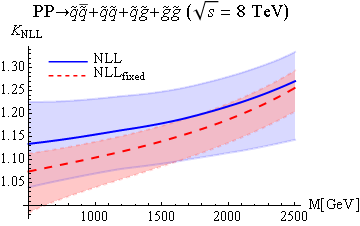 PP→q̃q̃̄+q̃q̃+q̃g̃+g̃g̃ (√s = 8 TeV)
K_NLL
NLL
NLL_fixed
1.30
1.25
1.20
1.15
1.10
1.05
1000 1500 2000 2500 M[GeV]